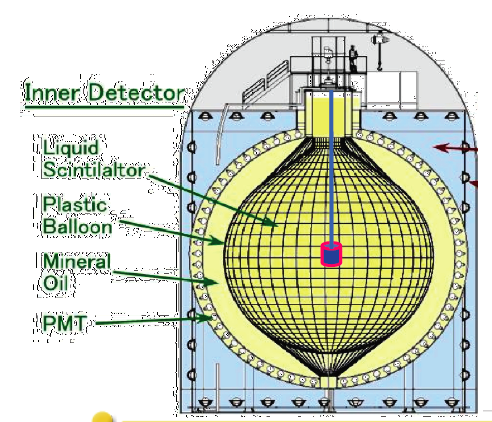 Inner Detector
Liquid
Scintilaltor
Plastic
Balloon
Mineral
Oil
PMT